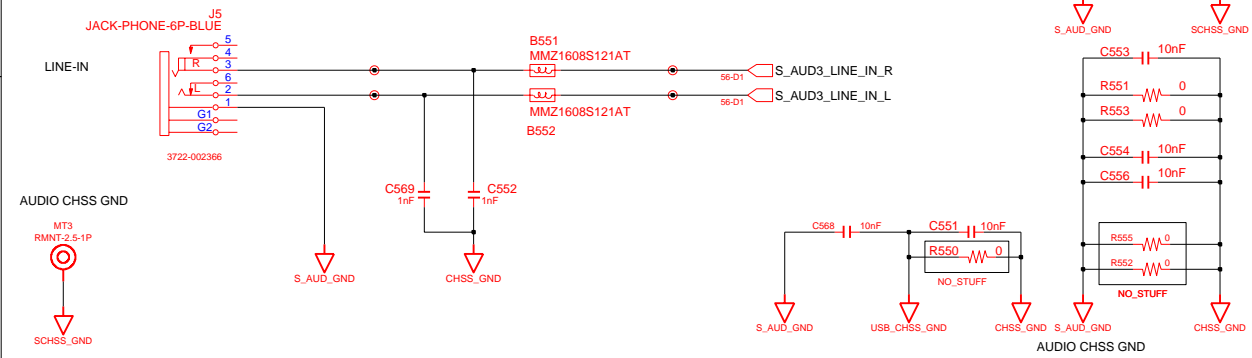 J5
JACK-PHONE-6P-BLUE
LINE-IN
5
4
R
3
6
L
2
1
G1
G2
3722-002366
B551
MMZ1608S121AT
56-D1
S_AUD3_LINE_IN_R
56-D1
S_AUD3_LINE_IN_L
MMZ1608S121AT
B552
C569
1nF
C552
1nF
S_AUD_GND
CHSS_GND
AUDIO CHSS GND
MT3
RMNT-2.5-1P
SCHSS_GND
C568
10nF
C551
10nF
R550
0
NO_STUFF
S_AUD_GND
USB_CHSS_GND
CHSS_GND
S_AUD_GND
SCHSS_GND
C553
10nF
R551
0
R553
0
C554
10nF
C556
10nF
R555
0
R552
0
NO_STUFF
S_AUD_GND
CHSS_GND
AUDIO CHSS GND